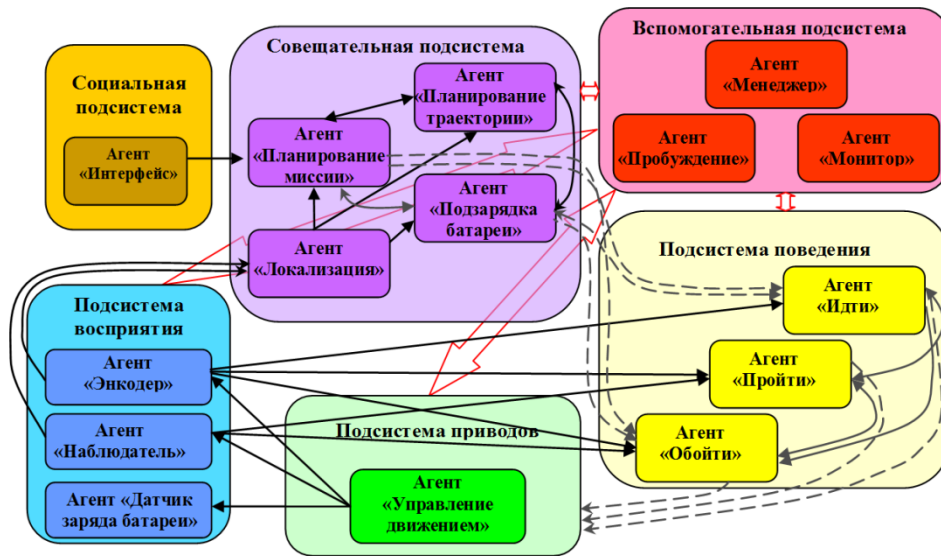 Социальная
подсистема
Агент
«Интерфейс»
Совещательная подсистема
Агент
«Планирование
траектории»
Агент
«Планирование
миссии»
Агент
«Подзарядка
батареи»
Агент
«Локализация»
Вспомогательная подсистема
Агент
«Менеджер»
Агент
«Пробуждение»
Агент
«Монитор»
Подсистема
восприятия
Агент
«Энкодер»
Агент
«Наблюдатель»
Агент «Датчик
заряда батареи»
Подсистема приводов
Агент
«Управление
движением»
Подсистема поведения
Агент
«Идти»
Агент
«Пройти»
Агент
«Обойти»